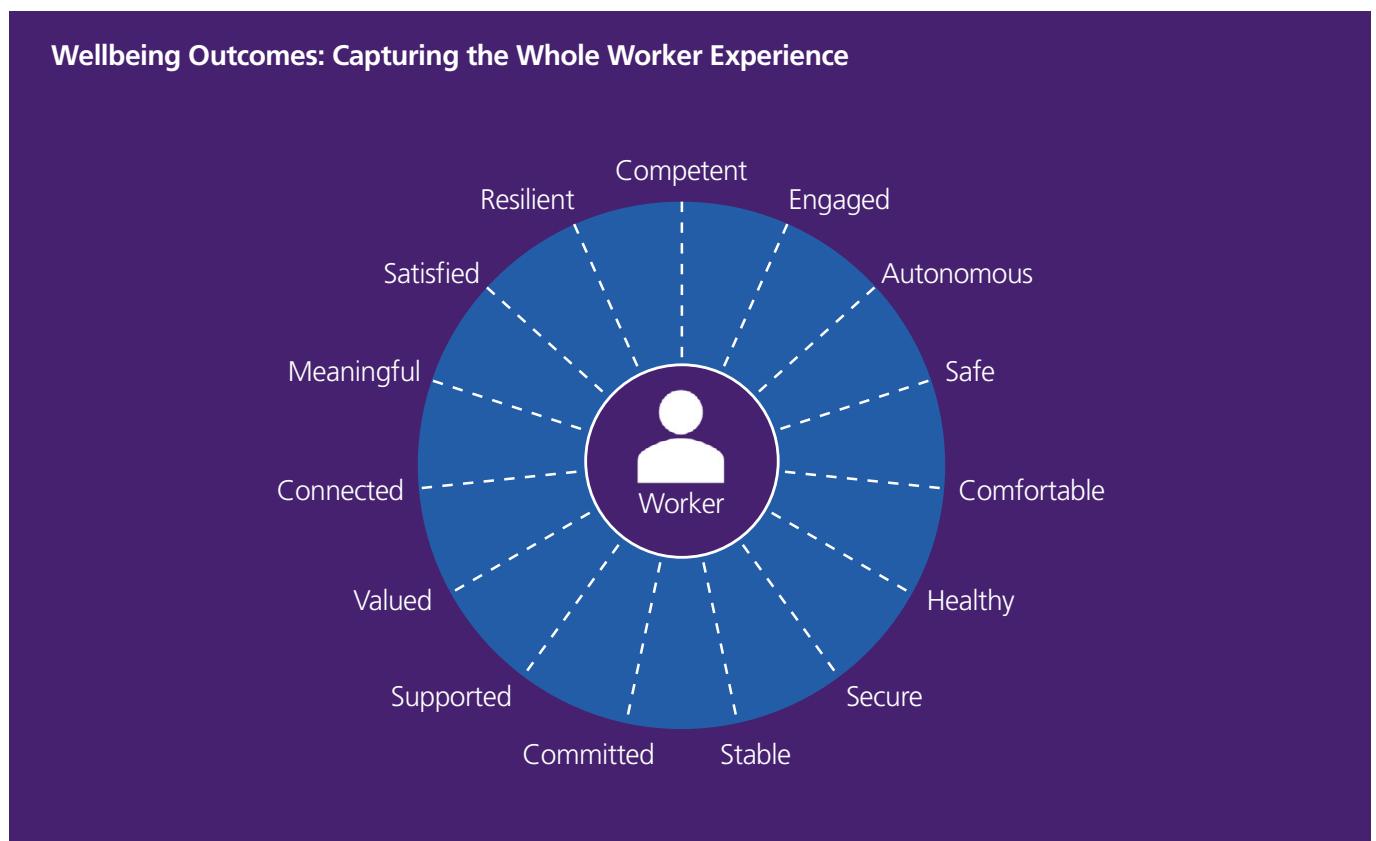 Wellbeing Outcomes: Capturing the Whole Worker Experience
Competent
Engaged
Autonomous
Safe
Comfortable
Healthy
Secure
Stable
Committed
Supported
Valued
Connected
Meaningful
Satisfied
Resilient
Worker